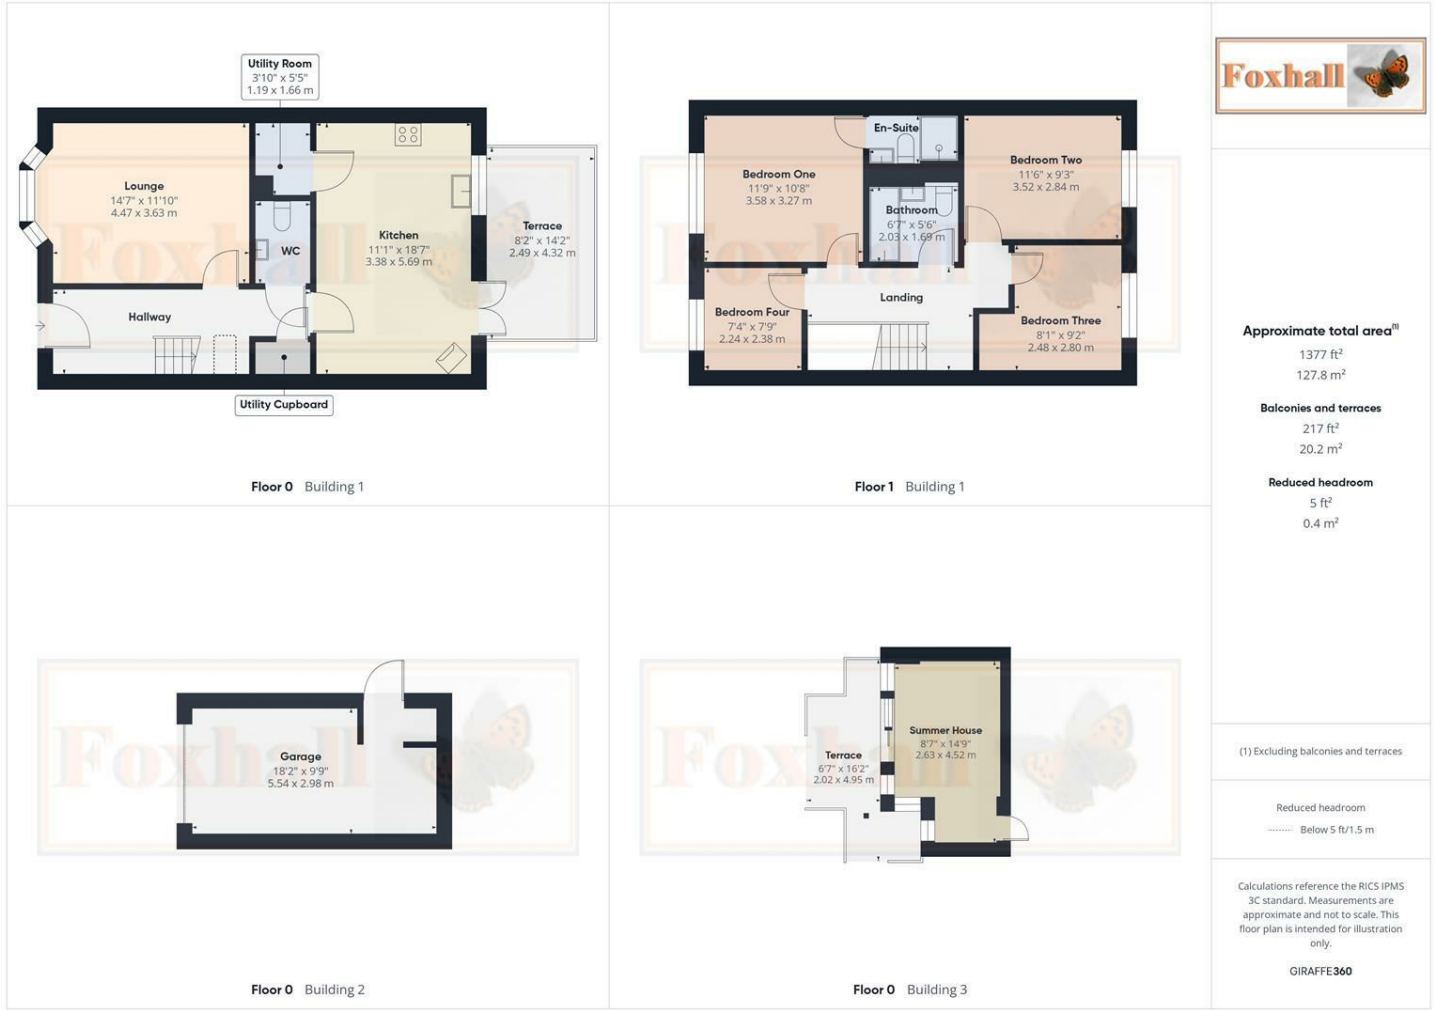 Utility Room
3'10" x 5'5"
1.19 x 1.66 m
Lounge
14'7" x 11'10"
4.47 x 3.63 m
WC
Kitchen
11'1" x 18'7"
3.38 x 5.69 m
Terrace
8'2" x 14'2"
2.49 x 4.32 m
Hallway
Utility Cupboard
Floor 0 Building 1
En-Suite
Bedroom One
11'9" x 10'8"
3.58 x 3.27 m
Bedroom Two
11'6" x 9'3"
3.52 x 2.84 m
Bathroom
6'7" x 5'6"
2.03 x 1.69 m
Landing
Bedroom Four
7'4" x 7'9"
2.24 x 2.38 m
Bedroom Three
8'1" x 9'2"
2.48 x 2.80 m
Floor 1 Building 1
Garage
18'2" x 9'9"
5.54 x 2.98 m
Floor 0 Building 2
Summer House
8'7" x 14'9"
2.63 x 4.52 m
Terrace
6'7" x 16'2"
2.02 x 4.95 m
Floor 0 Building 3
Foxhall
Foxhall
Foxhall
Foxhall
Foxhall
Approximate total area(1)
1377 ft²
127.8 m²
Balconies and terraces
217 ft²
20.2 m²
Reduced headroom
5 ft²
0.4 m²
(1) Excluding balconies and terraces
Reduced headroom
Below 5 ft/1.5 m
Calculations reference the RICS IPMS
3C standard. Measurements are
approximate and not to scale. This
floor plan is intended for illustration
only.
GIRAFFE360